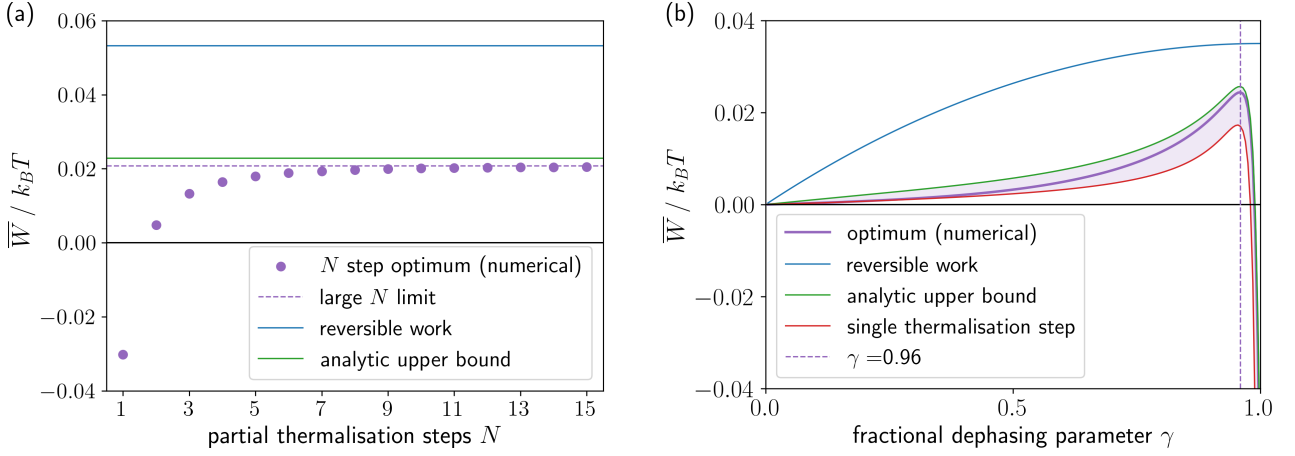 (a)
0.06
0.04
0.02
0.00
−0.02
−0.04
W̅ / k_BT
N step optimum (numerical)
large N limit
reversible work
analytic upper bound
1 3 5 7 9 11 13 15
partial thermalisation steps N
(b)
0.04
0.02
0.00
−0.02
−0.04
W̅ / k_BT
optimum (numerical)
reversible work
analytic upper bound
single thermalisation step
γ =0.96
0.0 0.5 1.0
fractional dephasing parameter γ